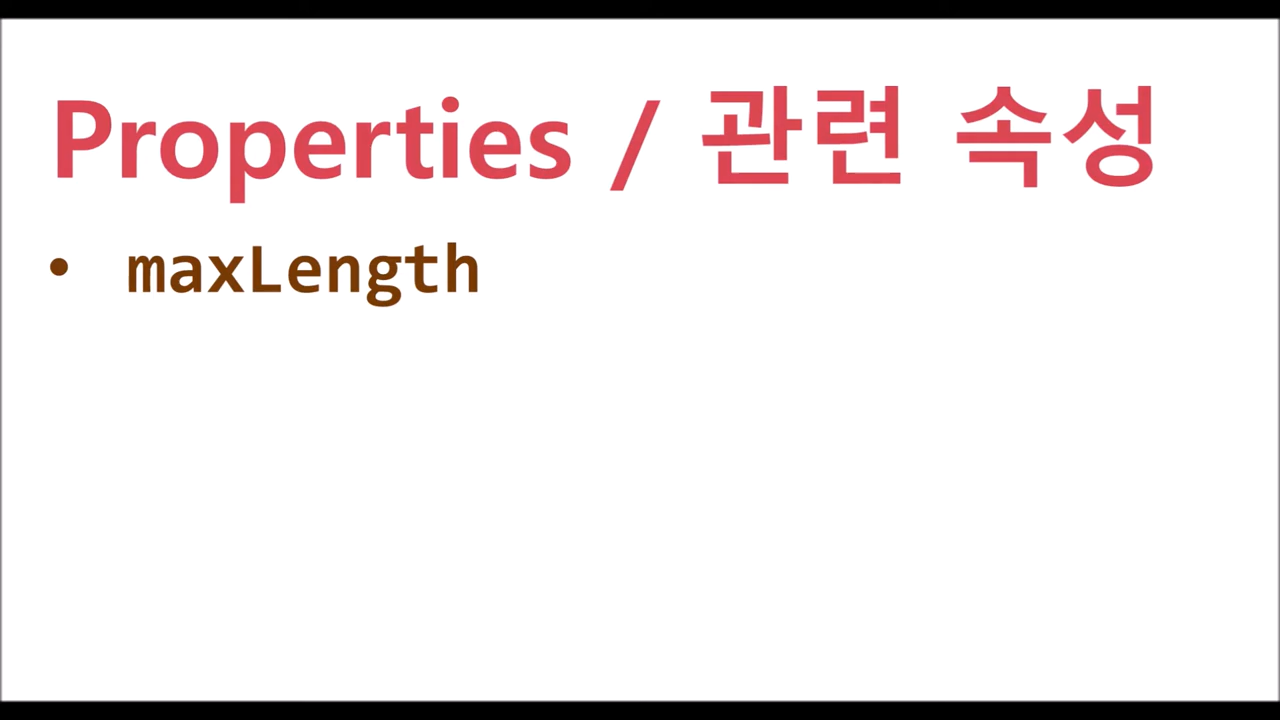 Properties / 관련 속성
• maxLength